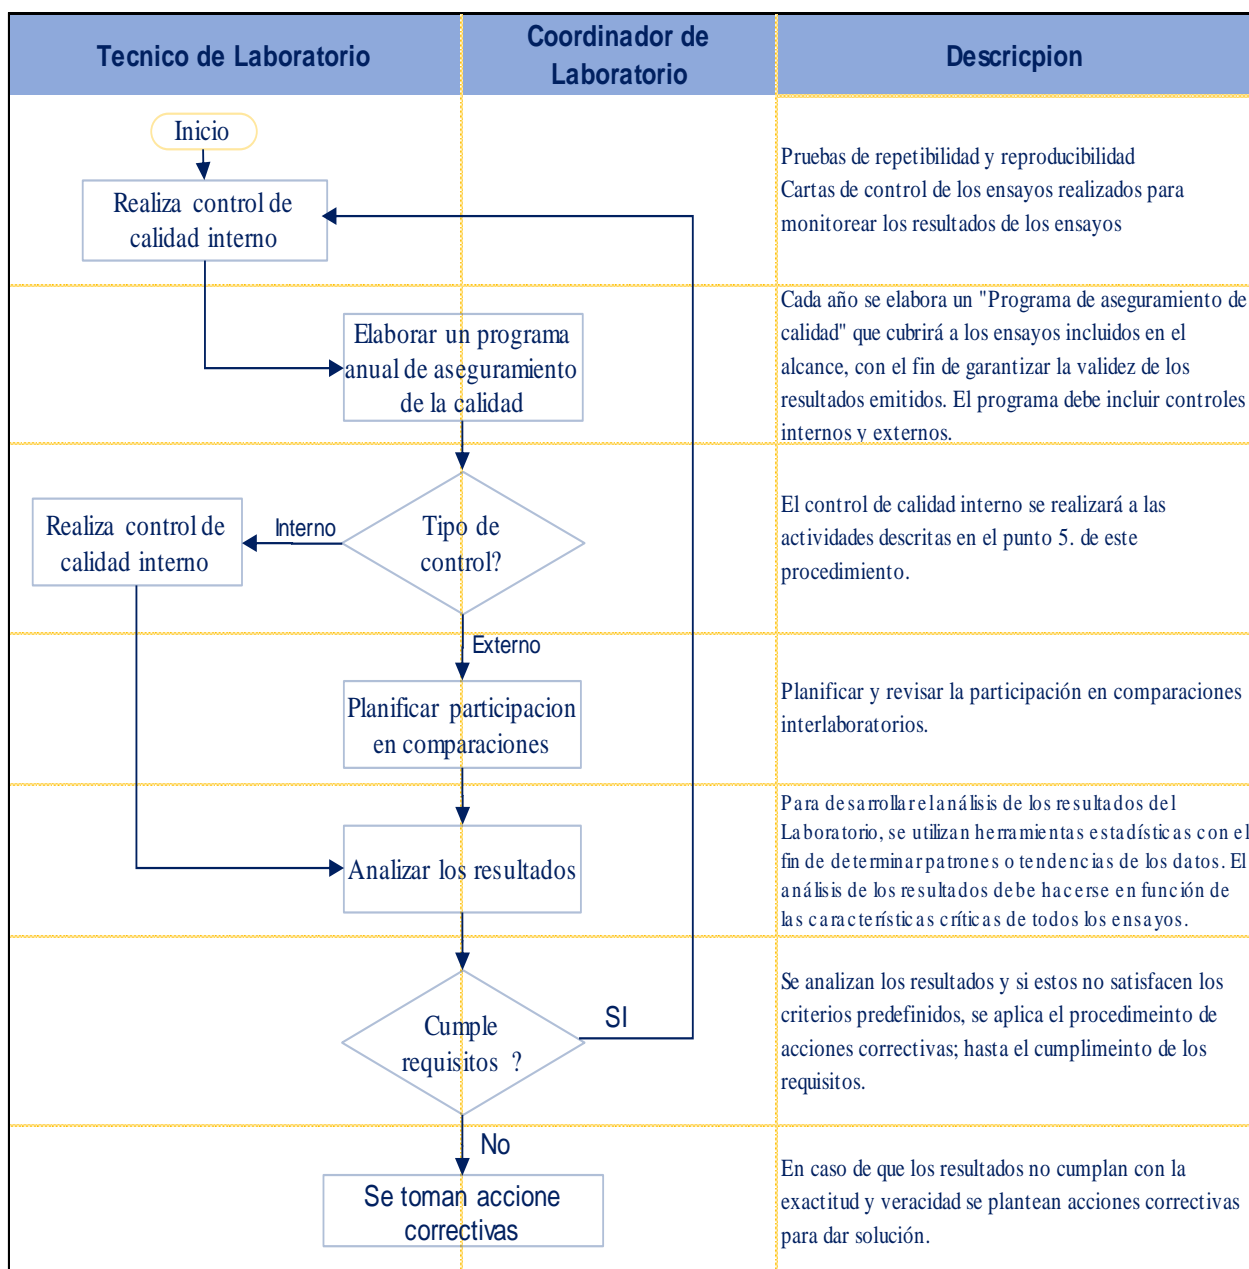 Tecnico de Laboratorio
Coordinador de
Laboratorio
Descricpion
Inicio
Realiza control de
calidad interno
Pruebas de repetibilidad y reproducibilidad
Cartas de control de los ensayos realizados para
monitorear los resultados de los ensayos
Elaborar un programa
anual de aseguramiento
de la calidad
Cada año se elabora un "Programa de aseguramiento de
calidad" que cubrirá a los ensayos incluidos en el
alcance, con el fin de garantizar la validez de los
resultados emitidos. El programa debe incluir controles
internos y externos.
Realiza control de
calidad interno
Interno
Tipo de
control?
El control de calidad interno se realizará a las
actividades descritas en el punto 5. de este
procedimiento.
Externo
Planificar participacion
en comparaciones
Planificar y revisar la participación en comparaciones
interlaboratorios.
Analizar los resultados
Para desarrollar el análisis de los resultados del
Laboratorio, se utilizan herramientas estadísticas con el
fin de determinar patrones o tendencias de los datos. El
análisis de los resultados debe hacerse en función de
las características críticas de todos los ensayos.
Cumple
requisitos ?
SI
Se analizan los resultados y si estos no satisfacen los
criterios predefinidos, se aplica el procedimeinto de
acciones correctivas; hasta el cumplimeinto de los
requisitos.
No
Se toman accione
correctivas
En caso de que los resultados no cumplan con la
exactitud y veracidad se plantean acciones correctivas
para dar solución.